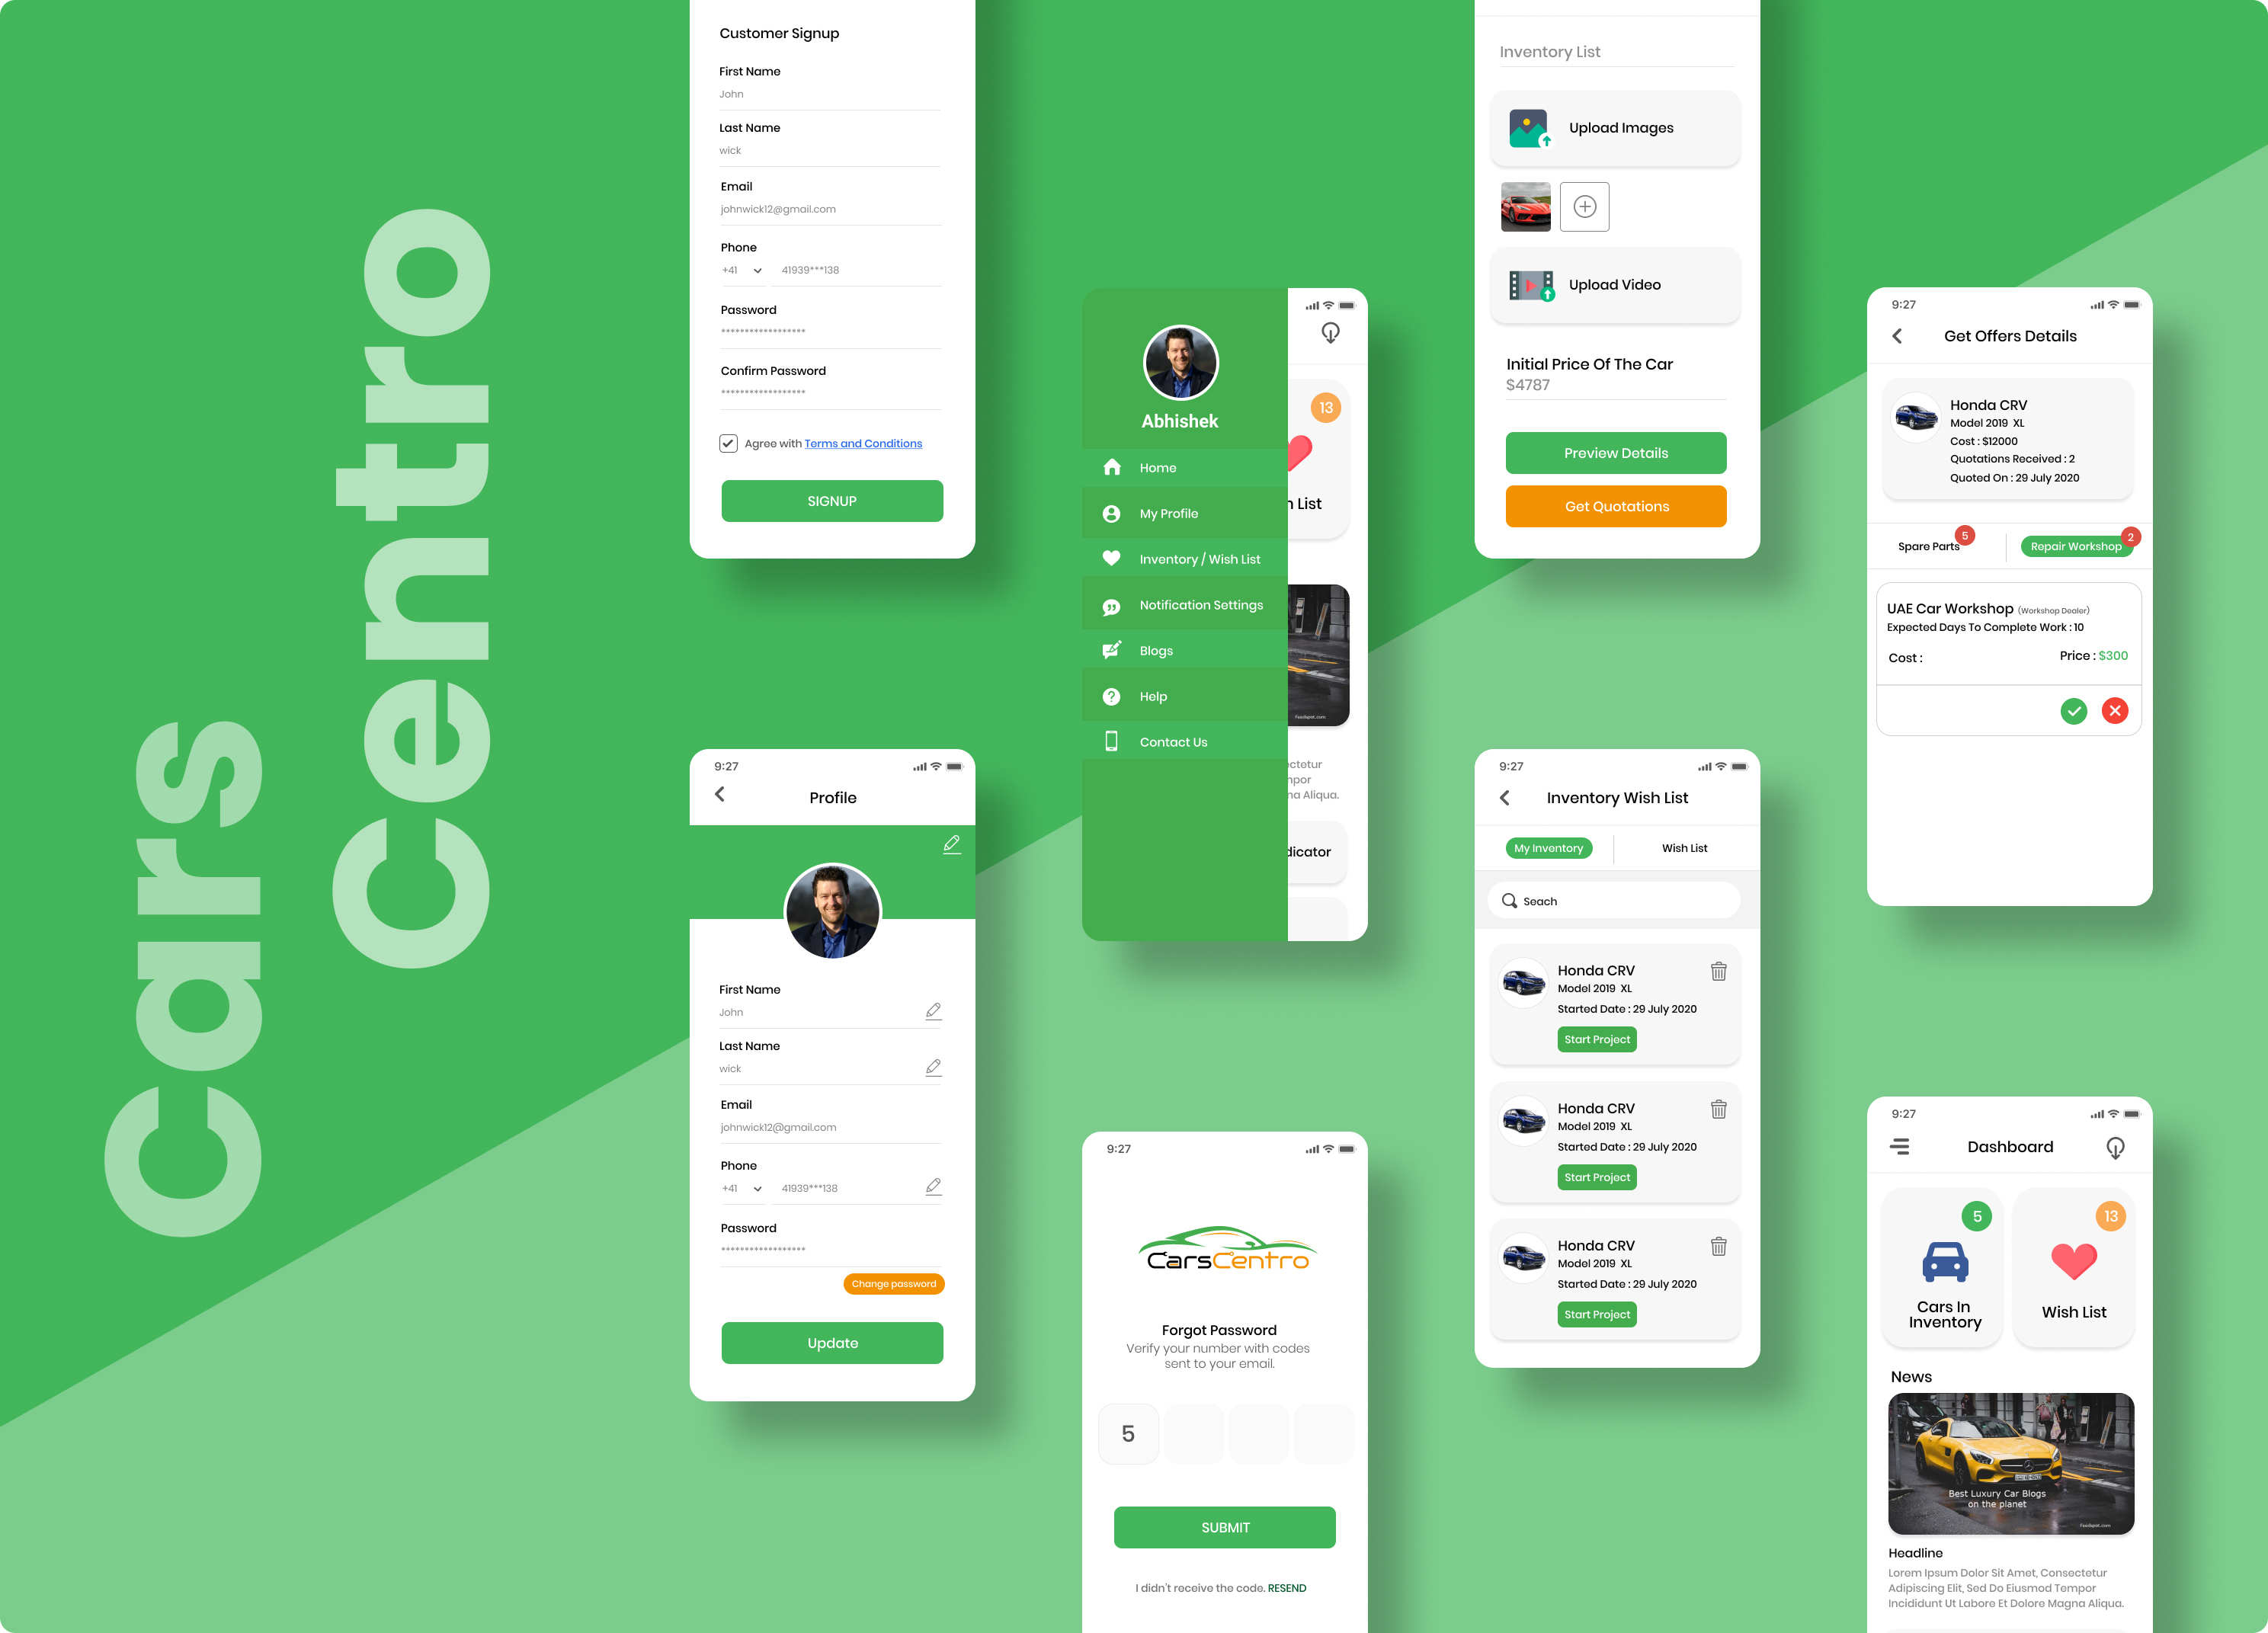 Cars
Centro
Customer Signup
First Name
John
Last Name
wick
Email
johnwick12@gmail.com
Phone
+41 41939***138
Password
******************
Confirm Password
******************
Agree with Terms and Conditions
SIGNUP
9:27
Profile
First Name
John
Last Name
wick
Email
johnwick12@gmail.com
Phone
+41 41939***138
Password
******************
Change password
Update
Abhishek
Home
My Profile
Inventory / Wish List
Notification Settings
Blogs
Help
Contact Us
13
h List
Feedspot.com
ectetur
npor
na Aliqua.
dicator
9:27
CarsCentro
Forgot Password
Verify your number with codes
sent to your email.
5
SUBMIT
I didn't receive the code. RESEND
Inventory List
Upload Images
Upload Video
Initial Price Of The Car
$4787
Preview Details
Get Quotations
9:27
Inventory Wish List
My Inventory
Wish List
Seach
Honda CRV
Model 2019 XL
Started Date : 29 July 2020
Start Project
Honda CRV
Model 2019 XL
Started Date : 29 July 2020
Start Project
Honda CRV
Model 2019 XL
Started Date : 29 July 2020
Start Project
9:27
Get Offers Details
Honda CRV
Model 2019 XL
Cost : $12000
Quotations Received : 2
Quoted On : 29 July 2020
Spare Parts 5
Repair Workshop 2
UAE Car Workshop (Workshop Dealer)
Expected Days To Complete Work : 10
Cost : Price : $300
9:27
Dashboard
5
Cars In
Inventory
13
Wish List
News
Best Luxury Car Blogs
on the planet
Feedspot.com
Headline
Lorem Ipsum Dolor Sit Amet, Consectetur
Adipiscing Elit, Sed Do Eiusmod Tempor
Incididunt Ut Labore Et Dolore Magna Aliqua.